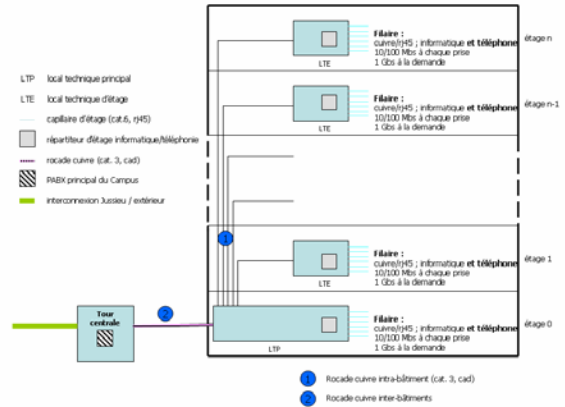 Filaire :
cuivre/rj45 ; informatique et téléphone
10/100 Mbs à chaque prise
1 Gbs à la demande
étage n
LTE
Filaire :
cuivre/rj45 ; informatique et téléphone
10/100 Mbs à chaque prise
1 Gbs à la demande
étage n-1
LTE
LTP local technique principal
LTE local technique d'étage
capillaire d'étage (cat.6, rj45)
répartiteur d'étage informatique/téléphonie
rocade cuivre (cat. 3, cad)
PABX principal du Campus
interconnexion Jussieu / extérieur
1
Filaire :
cuivre/rj45 ; informatique et téléphone
10/100 Mbs à chaque prise
1 Gbs à la demande
étage 1
LTE
Tour
centrale
2
Filaire :
cuivre/rj45 ; informatique et téléphone
10/100 Mbs à chaque prise
1 Gbs à la demande
étage 0
LTP
1 Rocade cuivre intra-bâtiment (cat. 3, cad)
2 Rocade cuivre inter-bâtiments